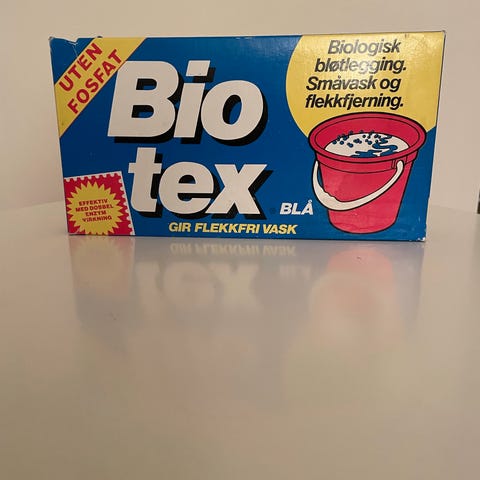 UTEN
FOSFAT
Bio
tex
® BLÅ
GIR FLEKKFRI VASK
Biologisk
bløtlegging.
Småvask og
flekkfjerning.
EFFEKTIV
MED DOBBEL
ENZYM
VIRKNING